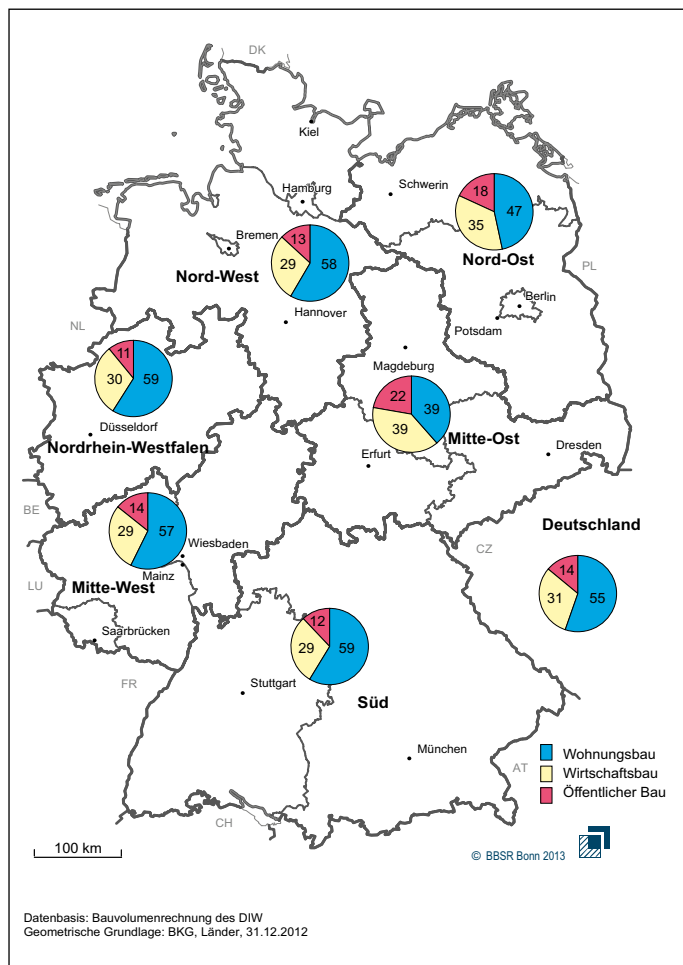 DK
Kiel
Hamburg
Schwerin
18
47
35
Nord-Ost
Bremen
13
29
58
Nord-West
PL
Berlin
Potsdam
Hannover
NL
11
30
59
Düsseldorf
Nordrhein-Westfalen
Magdeburg
22
39
39
Mitte-Ost
Erfurt
Dresden
BE
14
29
57
Wiesbaden
Mainz
Mitte-West
LU
Saarbrücken
Deutschland
CZ
14
31
55
12
29
59
FR
Stuttgart
Süd
München
AT
CH
Wohnungsbau
Wirtschaftsbau
Öffentlicher Bau
100 km
© BBSR Bonn 2013
Datenbasis: Bauvolumenrechnung des DIW
Geometrische Grundlage: BKG, Länder, 31.12.2012